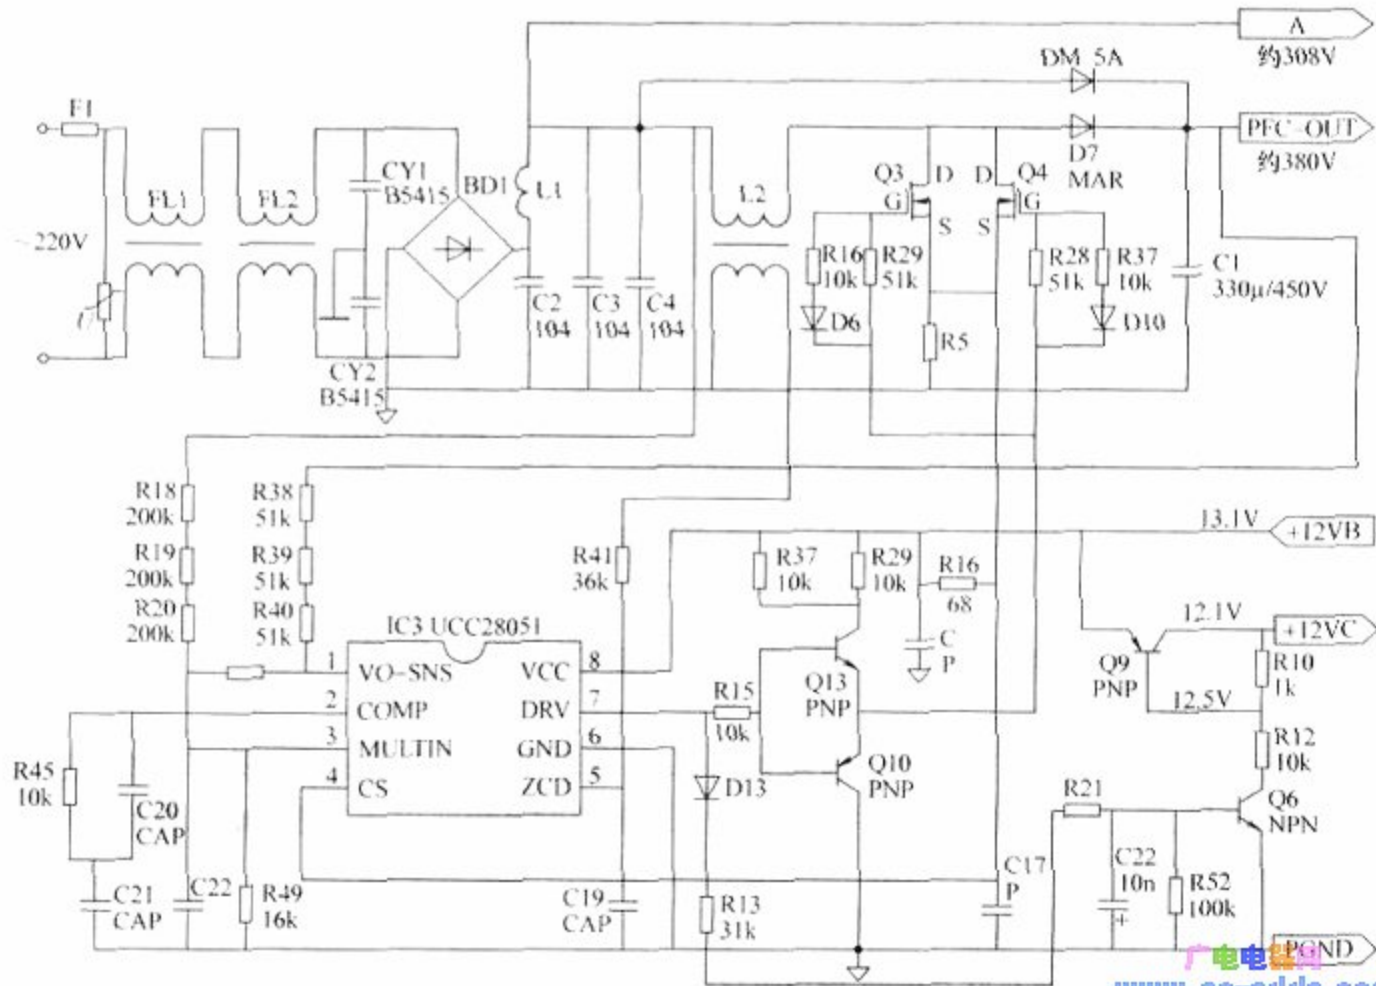 A
约308V
DM 5A
F1
PFC-OUT
约380V
D7
MAR
CY1
B5415
BD1
L1
L2
Q3
D
D
Q4
G
G
S
S
FL1
FL2
~220V
R16
10k
R29
51k
R28
51k
R37
10k
C1
330μ/450V
C2
104
C3
104
C4
104
D6
D10
R5
CY2
B5415
R18
200k
R38
51k
13.1V
+12VB
R19
200k
R39
51k
R41
36k
R37
10k
R29
10k
R16
68
R20
200k
R40
51k
IC3 UCC28051
12.1V
+12VC
C
P
1
VO-SNS
VCC
8
Q9
PNP
R10
1k
Q13
PNP
R15
10k
12.5V
2
COMP
DRV
7
3
MULTIN
GND
6
R12
10k
4
CS
ZCD
5
R45
10k
Q10
PNP
D13
R21
Q6
NPN
C20
CAP
C17
P
C22
10n
+
R52
100k
C21
CAP
C22
R49
16k
C19
CAP
R13
31k
PGND
广电电器网